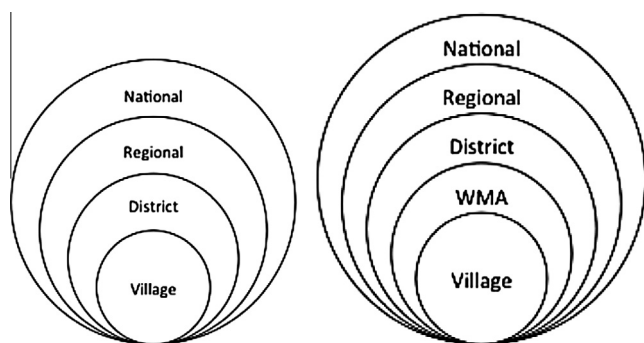 National
Regional
District
Village
National
Regional
District
WMA
Village